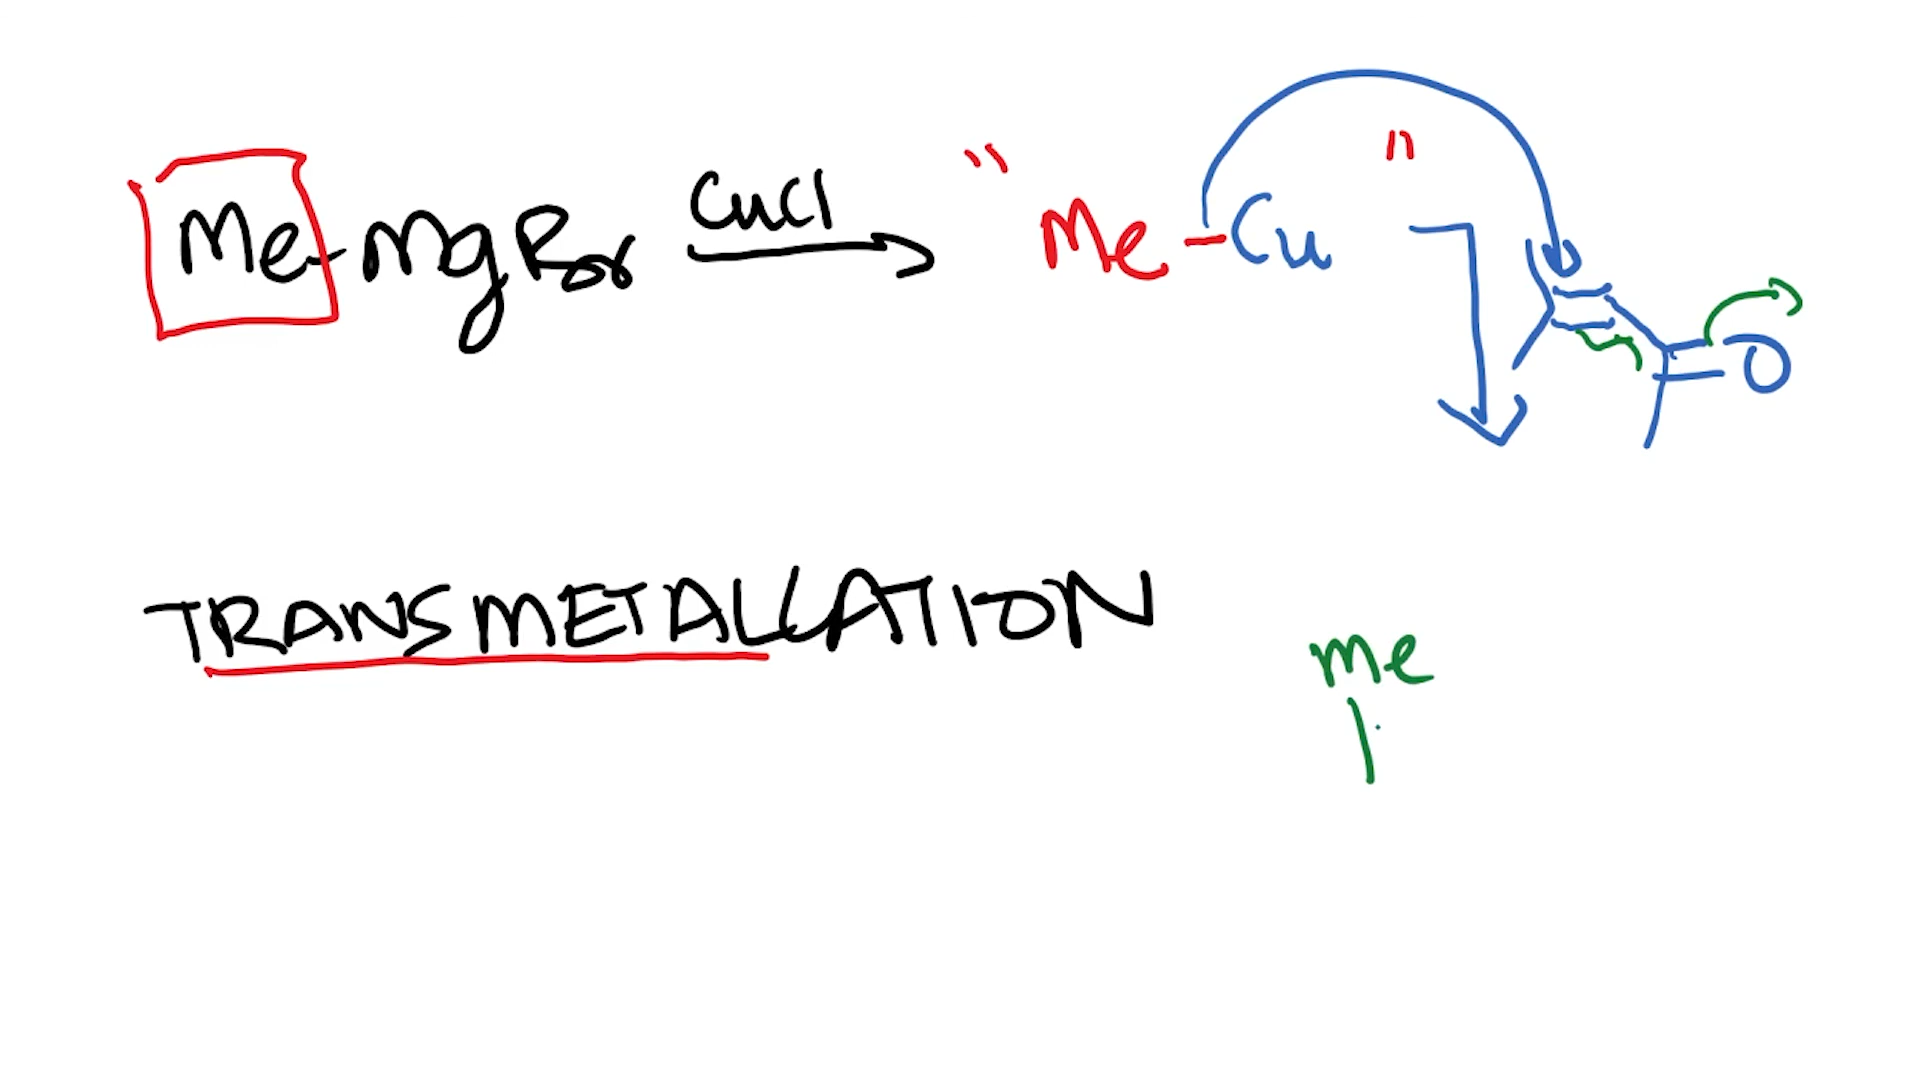 CuCl
Me-MgBr " Me-Cu "
O
TRANSMETALLATION
Me